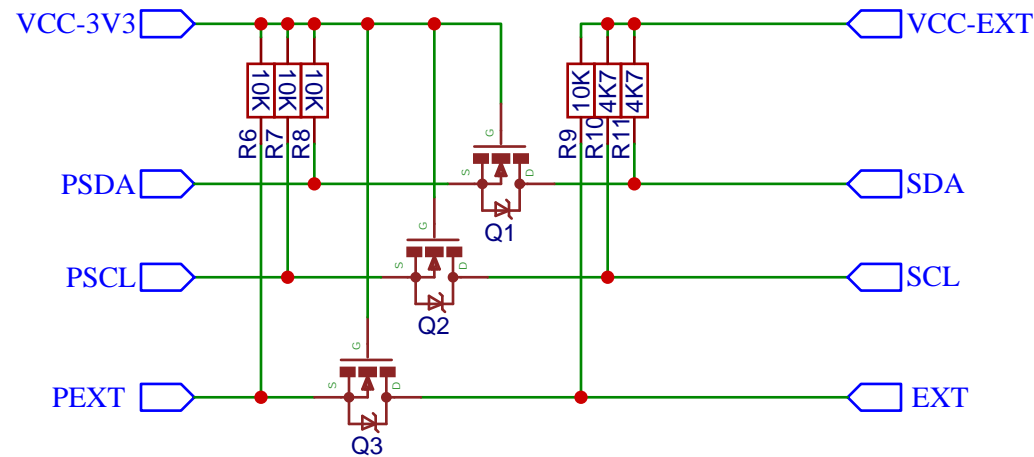 VCC-3V3
VCC-EXT
10K
10K
10K
10K
4K7
4K7
R6
R7
R8
R9
R10
R11
G
PSDA
S
D
SDA
Q1
G
PSCL
S
D
SCL
Q2
G
PEXT
S
D
EXT
Q3